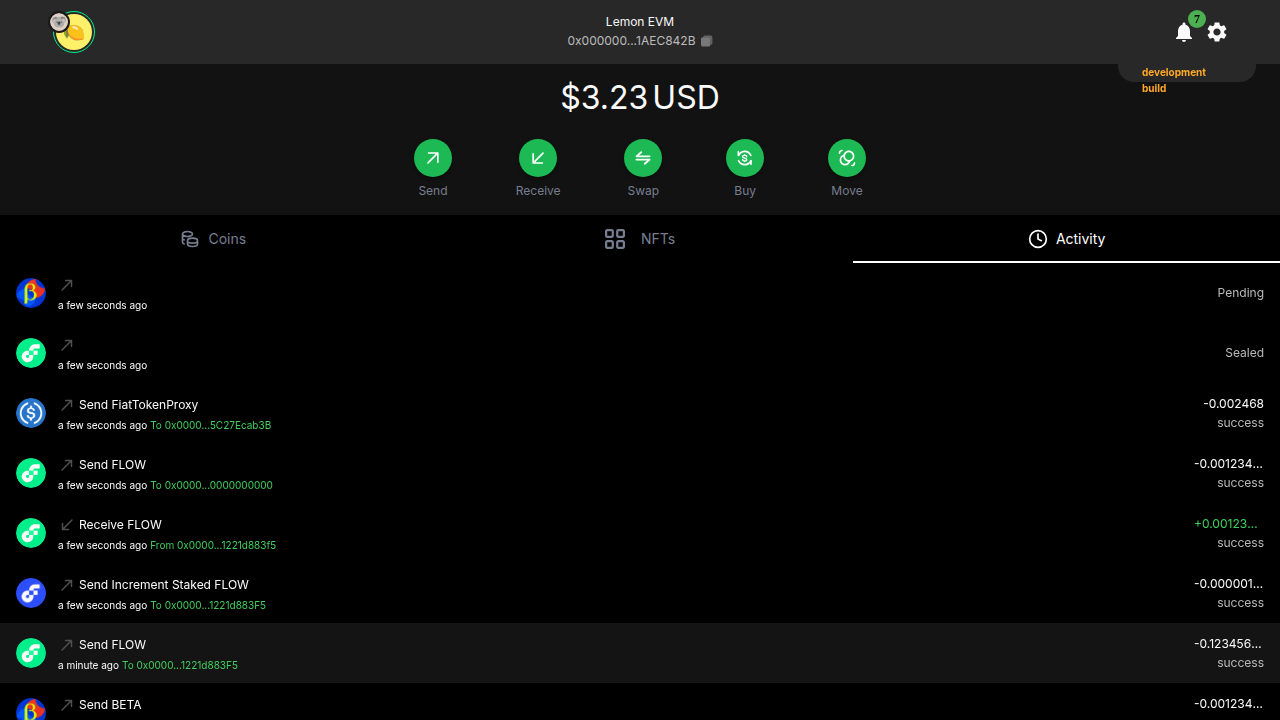 Lemon EVM
0x000000...1AEC842B
7
development
build
$3.23 USD
Send
Receive
Swap
Buy
Move
Coins
NFTs
Activity
a few seconds ago
Pending
a few seconds ago
Sealed
Send FiatTokenProxy
-0.002468
a few seconds ago To 0x0000...5C27Ecab3B
success
Send FLOW
-0.001234...
a few seconds ago To 0x0000...0000000000
success
Receive FLOW
+0.00123...
a few seconds ago From 0x0000...1221d883f5
success
Send Increment Staked FLOW
-0.000001...
a few seconds ago To 0x0000...1221d883F5
success
Send FLOW
-0.123456...
a minute ago To 0x0000...1221d883F5
success
Send BETA
-0.001234...